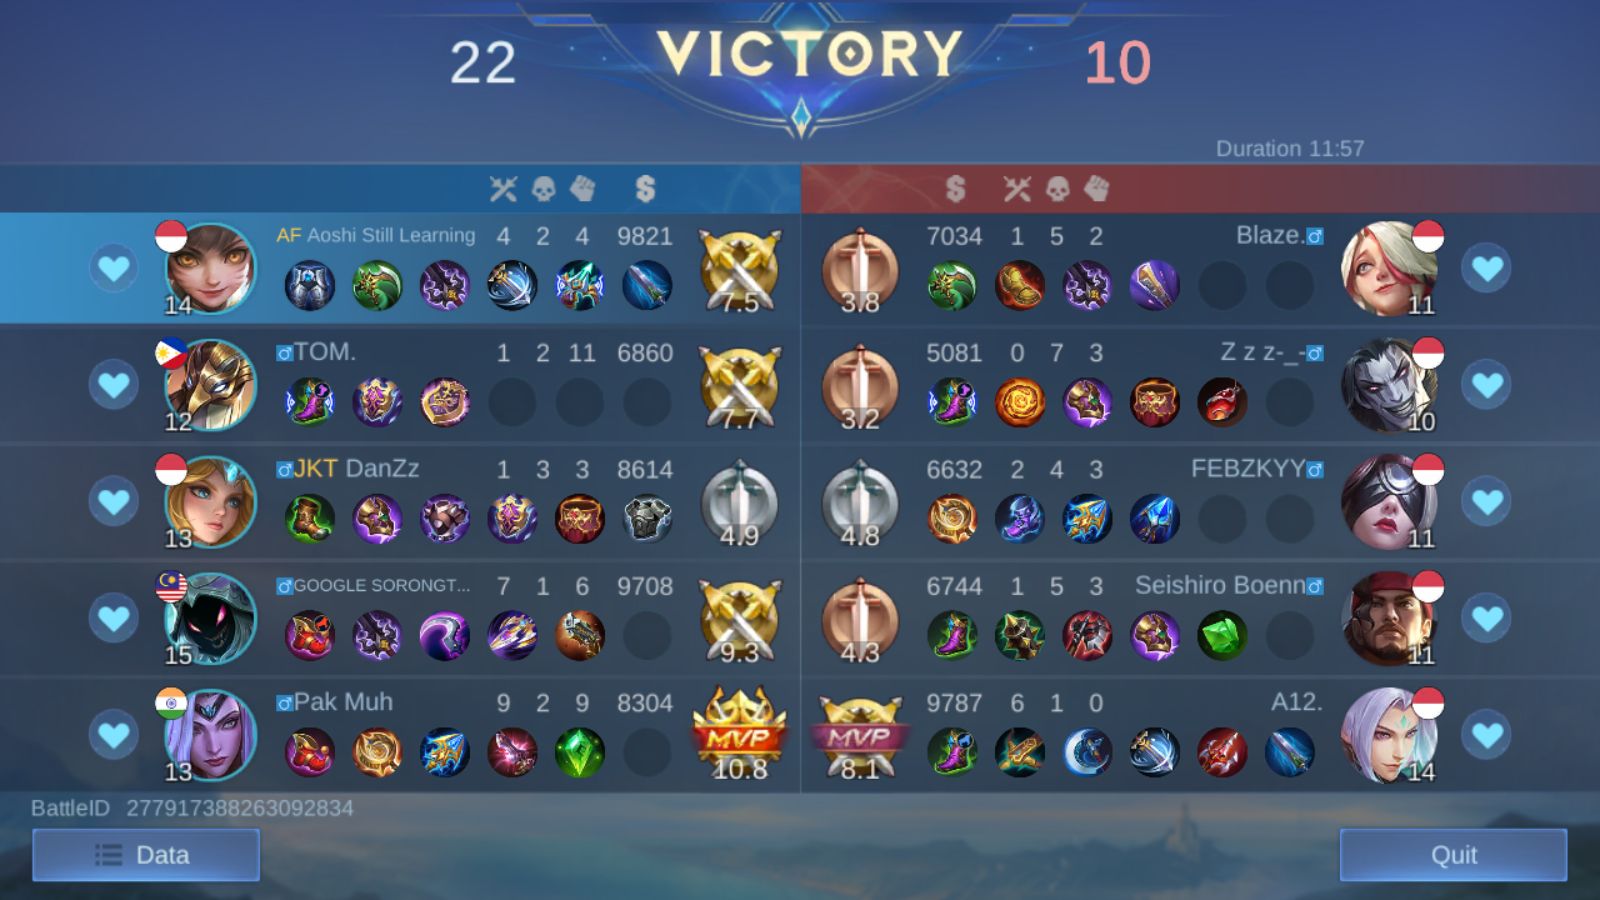 22 VICTORY 10
Duration 11:57
AF Aoshi Still Learning 4 2 4 9821 7.5 14
3.8 7034 1 5 2 Blaze. 11
TOM. 1 2 11 6860 7.7 12
3.2 5081 0 7 3 Z z z-_- 10
JKT DanZz 1 3 3 8614 4.9 13
4.8 6632 2 4 3 FEBZKYY 11
GOOGLE SORONGT... 7 1 6 9708 9.3 15
4.3 6744 1 5 3 Seishiro Boenn 11
Pak Muh 9 2 9 8304 MVP 10.8 13
MVP 8.1 9787 6 1 0 A12. 14
BattleID 277917388263092834
Data
Quit